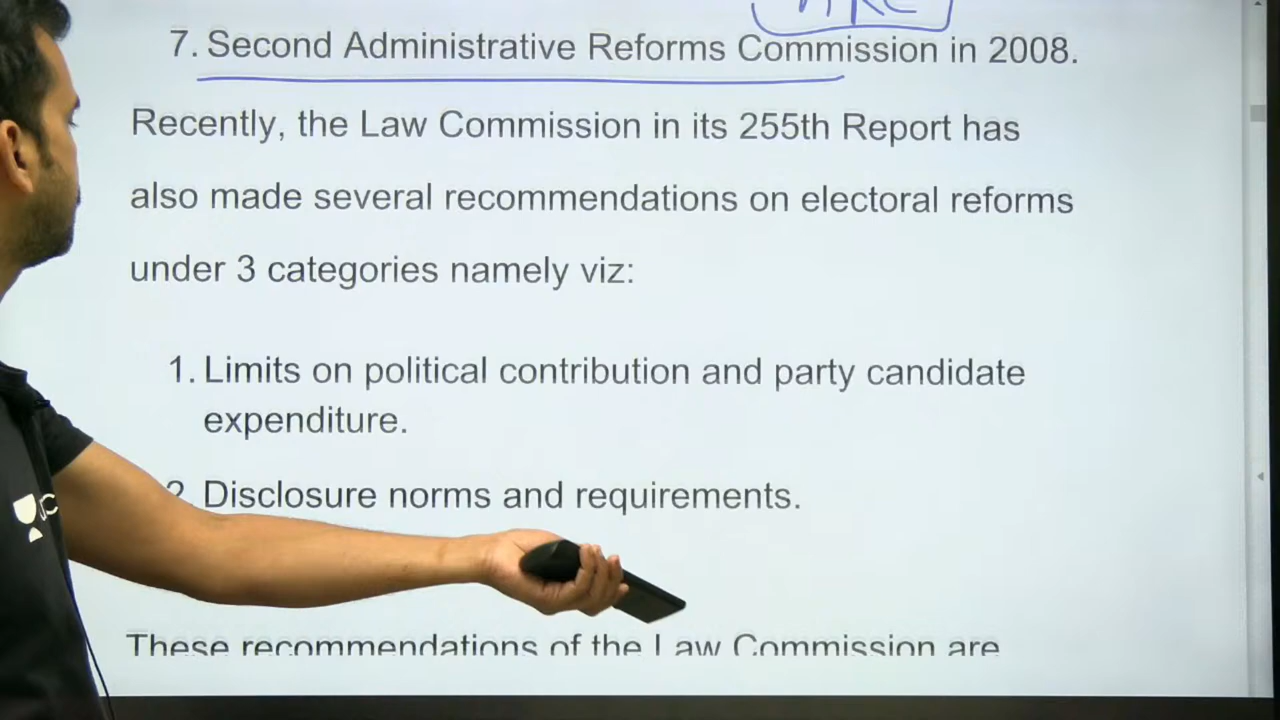 7. Second Administrative Reforms Commission in 2008.
Recently, the Law Commission in its 255th Report has
also made several recommendations on electoral reforms
under 3 categories namely viz:
1. Limits on political contribution and party candidate
expenditure.
2. Disclosure norms and requirements.
These recommendations of the Law Commission are